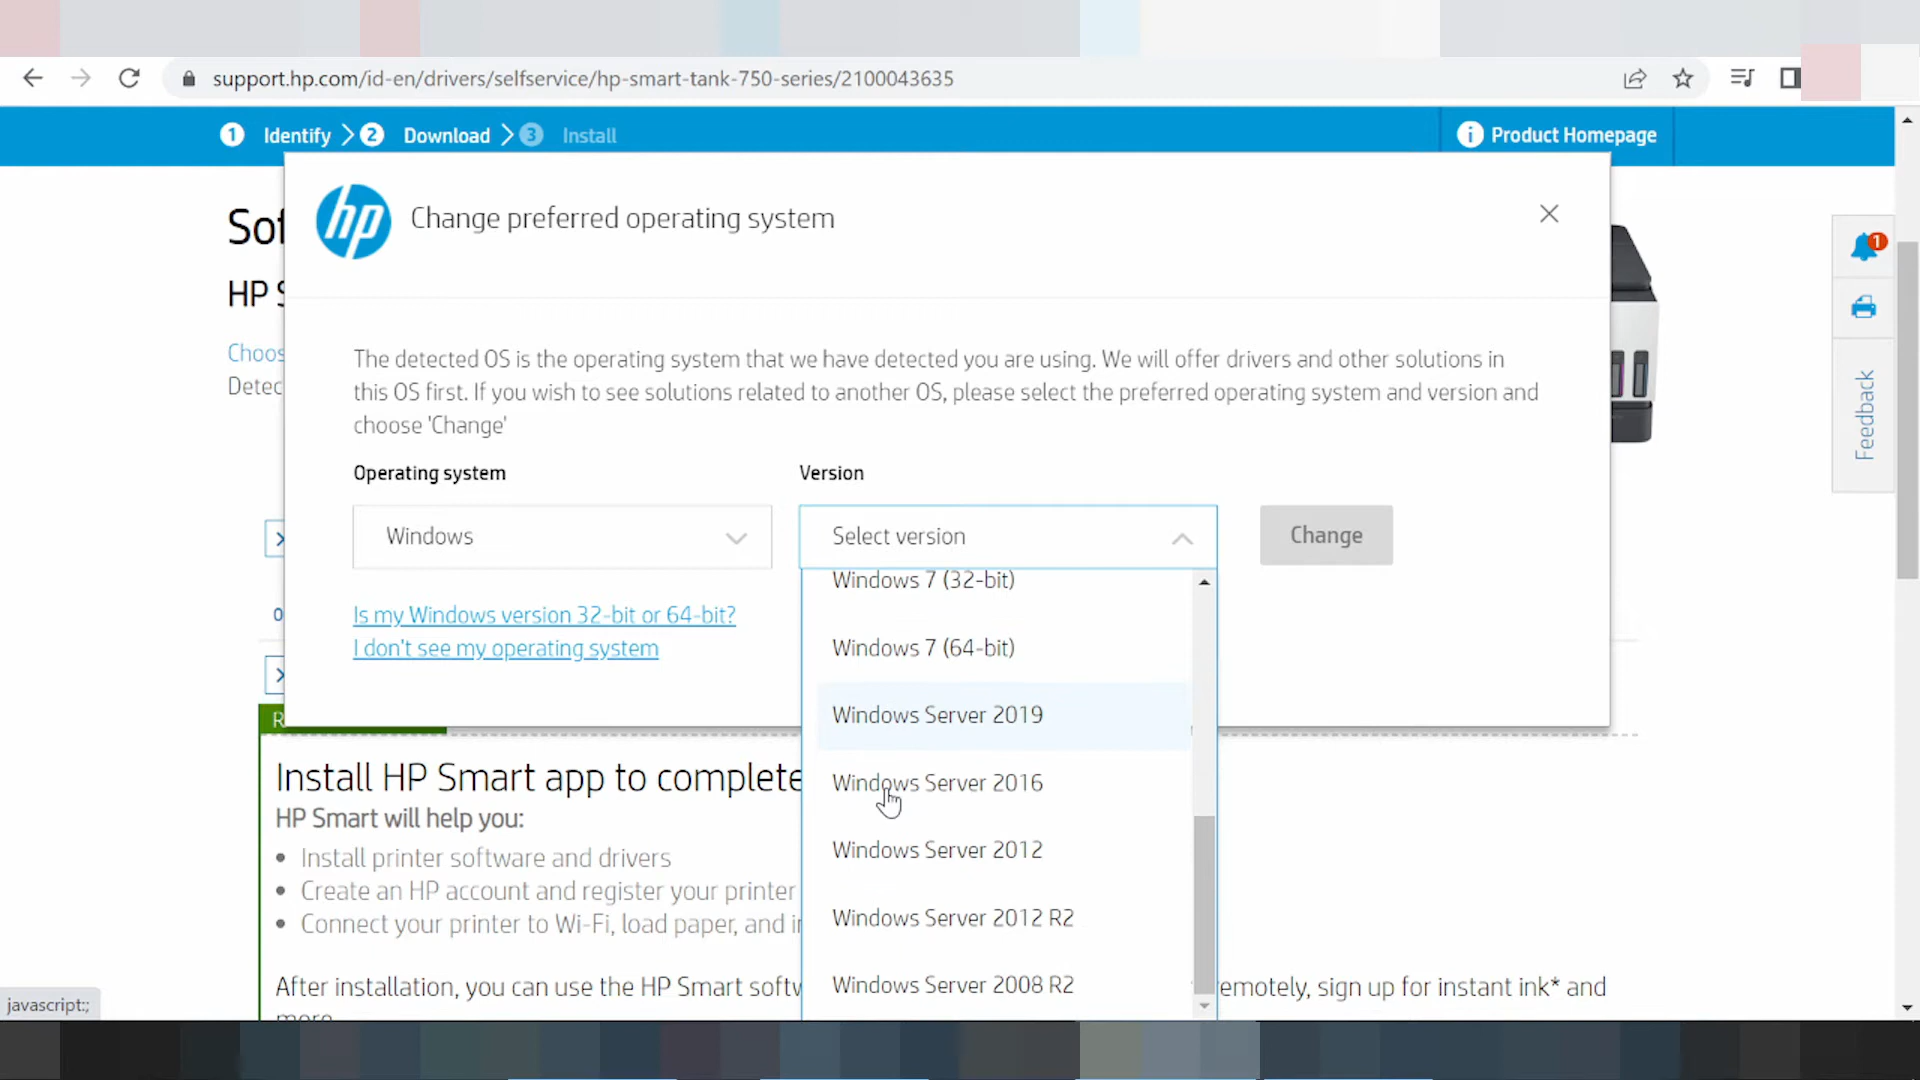 support.hp.com/id-en/drivers/selfservice/hp-smart-tank-750-series/2100043635
1 Identify 2 Download 3 Install
i Product Homepage
hp Change preferred operating system
1
HP
The detected OS is the operating system that we have detected you are using. We will offer drivers and other solutions in
this OS first. If you wish to see solutions related to another OS, please select the preferred operating system and version and
choose 'Change'
Feedback
Operating system
Version
Windows
Select version
Change
Is my Windows version 32-bit or 64-bit?
I don't see my operating system
Windows 7 (32-bit)
Windows 7 (64-bit)
Windows Server 2019
Windows Server 2016
Windows Server 2012
Windows Server 2012 R2
Windows Server 2008 R2
Install HP Smart app to complete
HP Smart will help you:
Install printer software and drivers
Create an HP account and register your printer
Connect your printer to Wi-Fi, load paper, and
After installation, you can use the HP Smart
remotely, sign up for instant ink* and
more
javascript:;